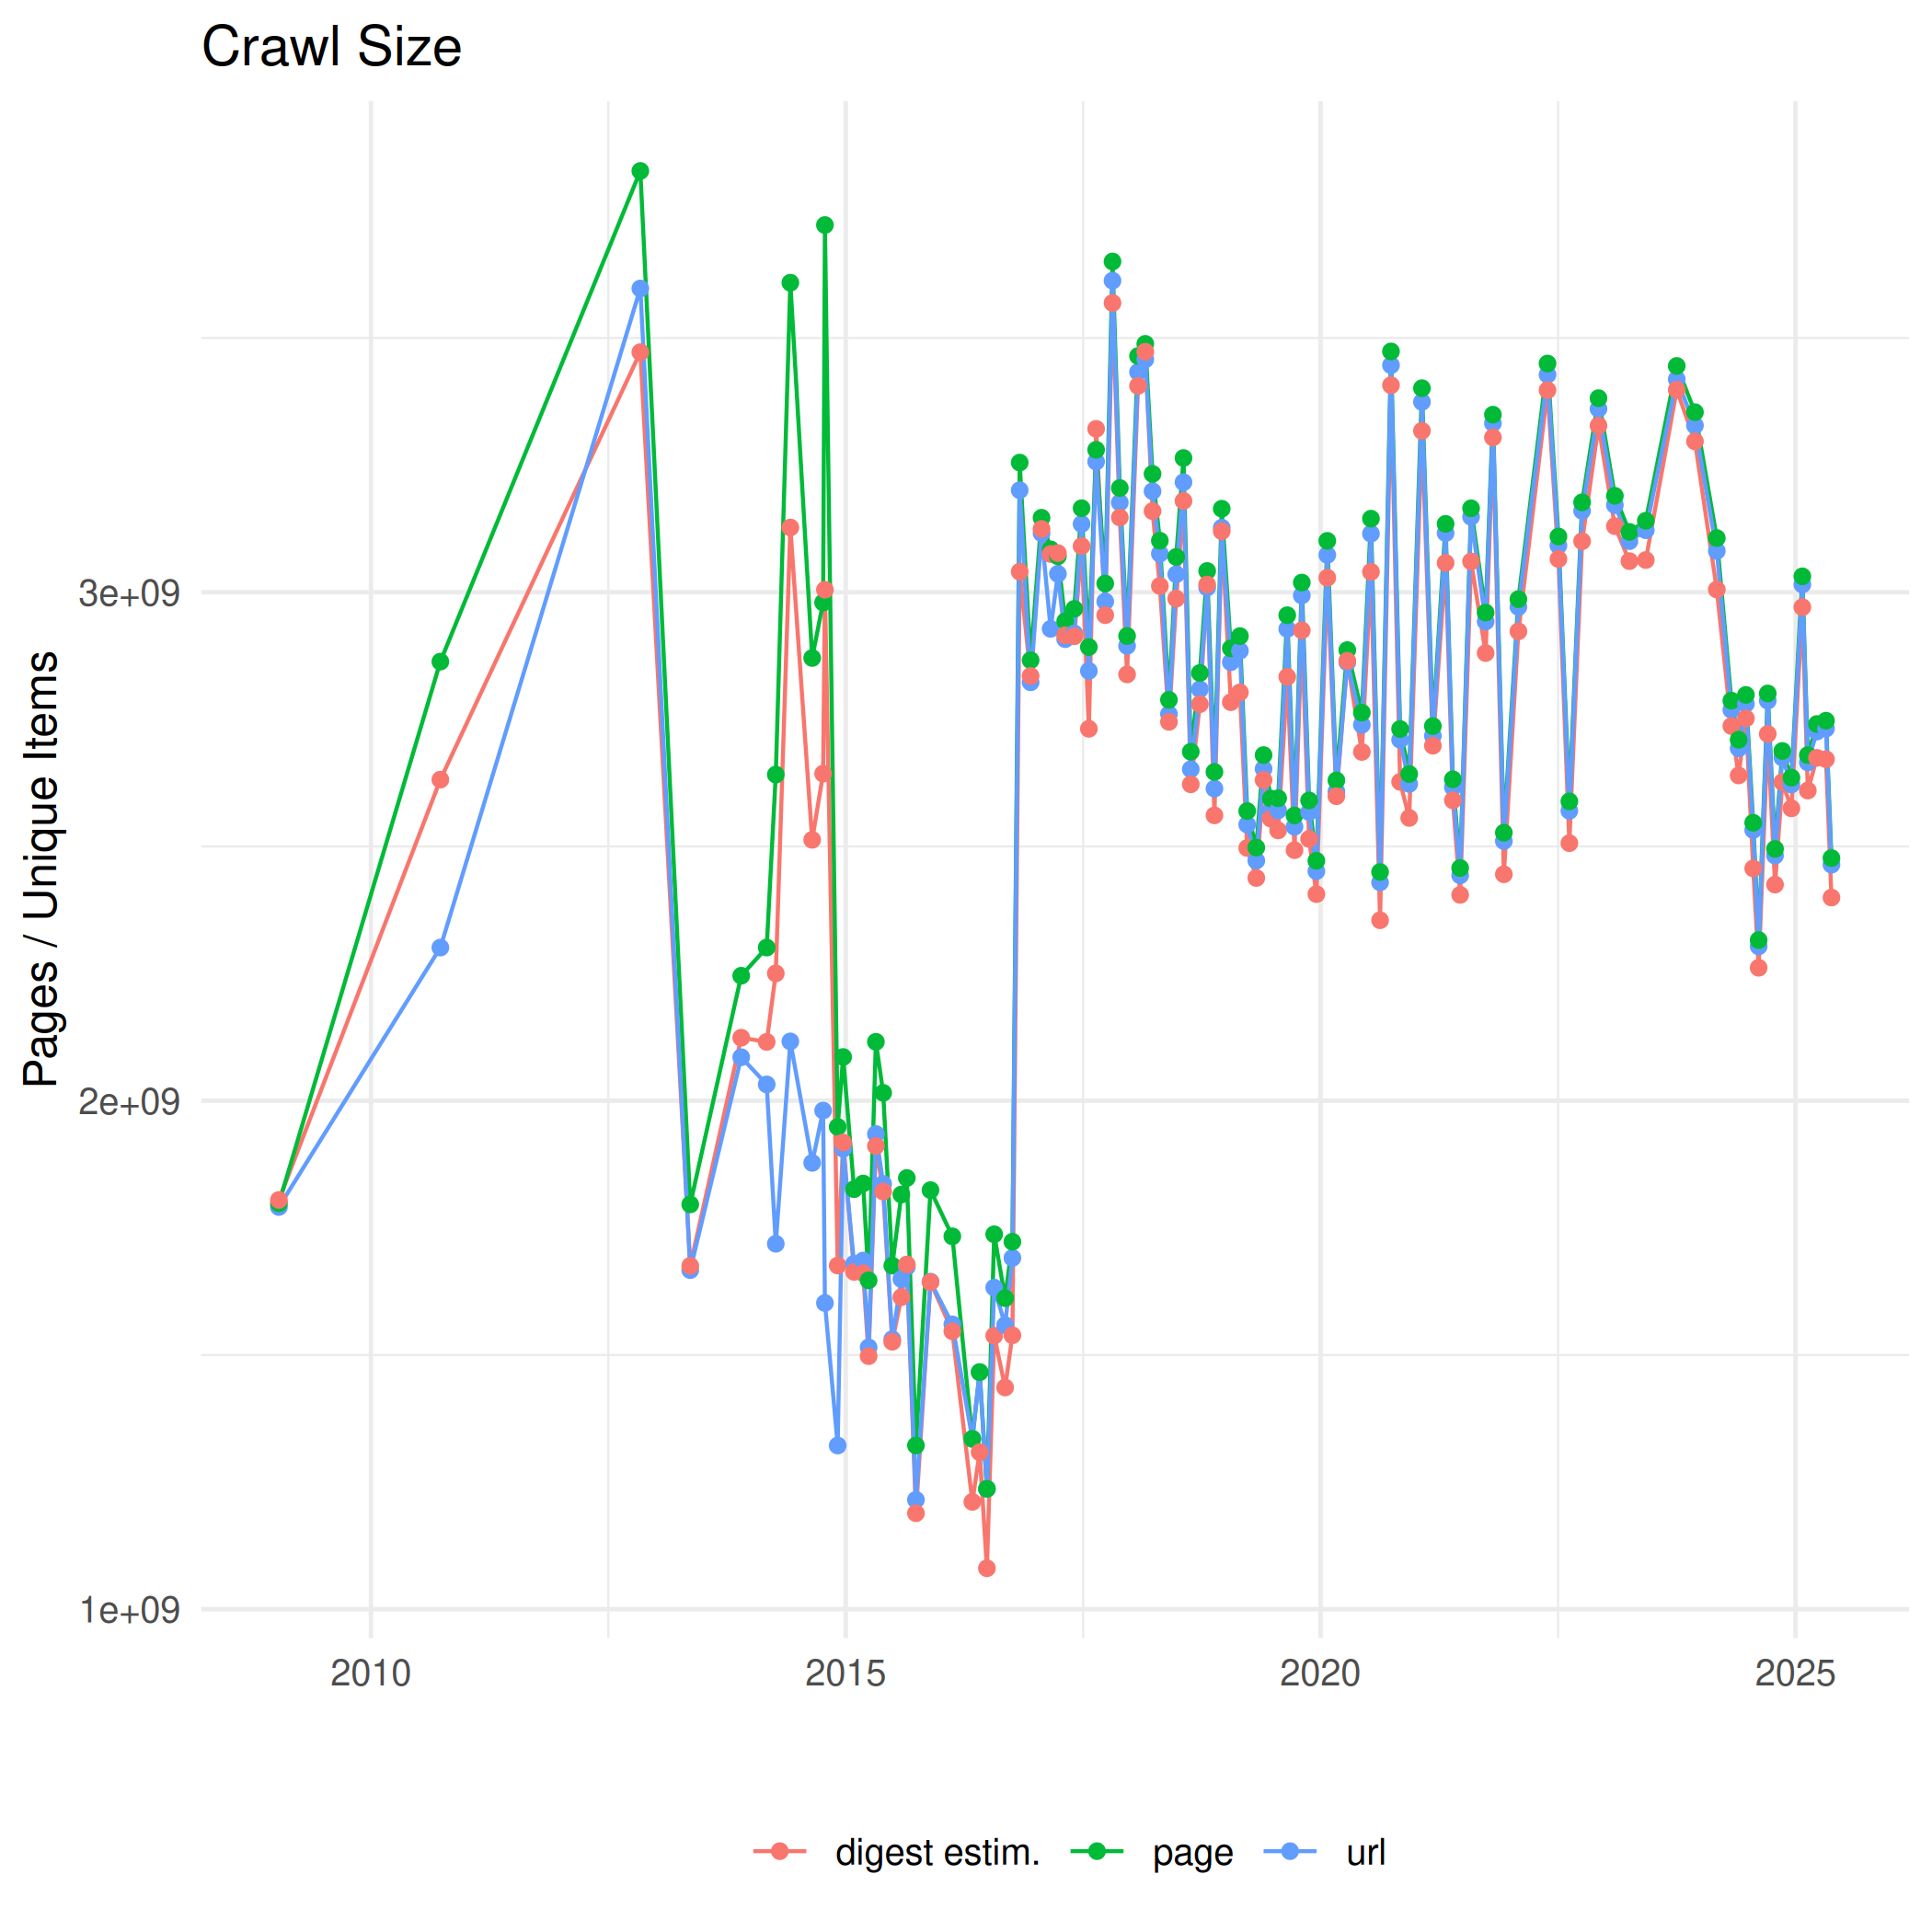 Crawl Size
Pages / Unique Items
3e+09
2e+09
1e+09
2010 2015 2020 2025
digest estim. page url